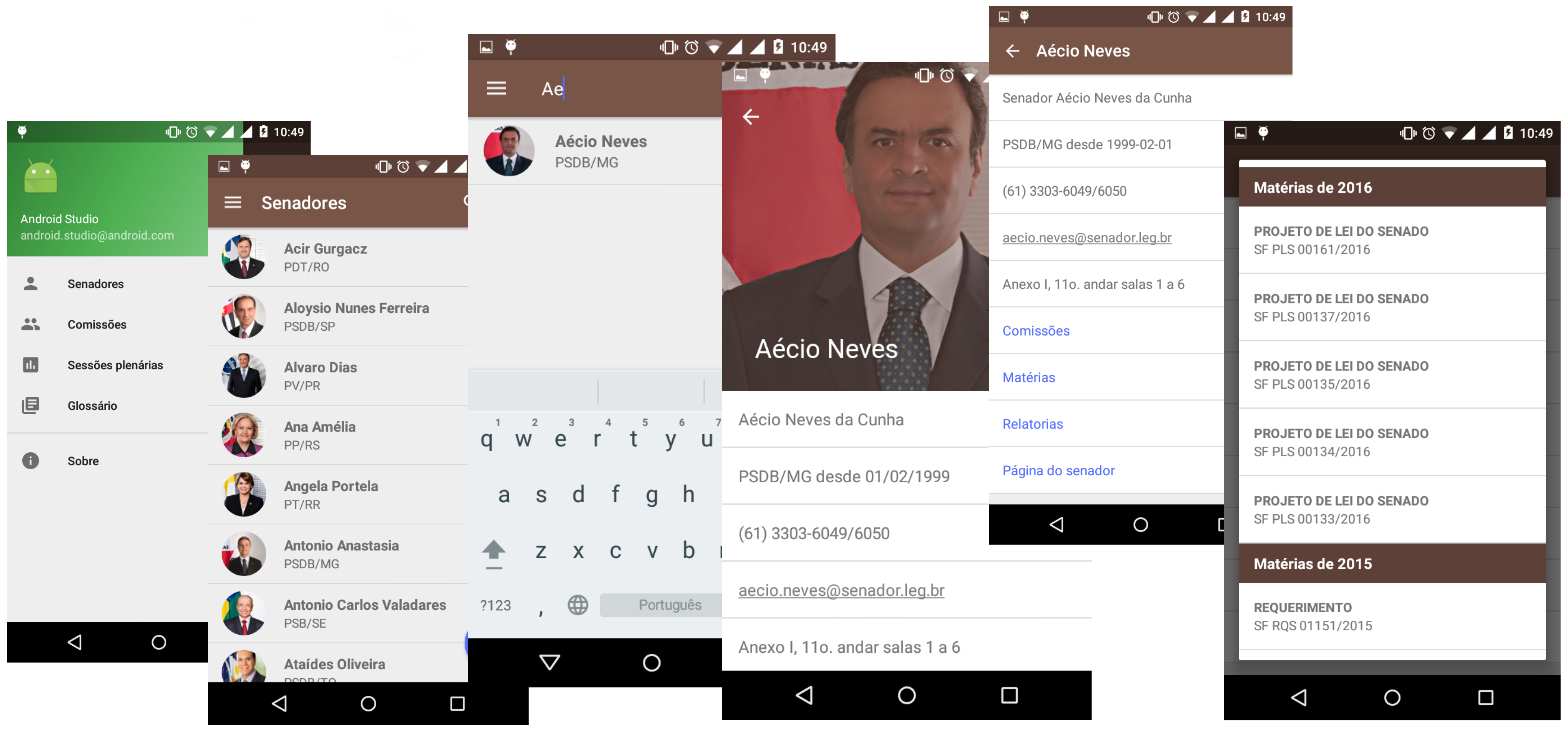 10:49
Android Studio
android.studio@android.com
Senadores
Comissões
Sessões plenárias
Glossário
Sobre
Senadores
Acir Gurgacz
PDT/RO
Aloysio Nunes Ferreira
PSDB/SP
Alvaro Dias
PV/PR
Ana Amélia
PP/RS
Angela Portela
PT/RR
Antonio Anastasia
PSDB/MG
Antonio Carlos Valadares
PSB/SE
Ataídes Oliveira
PSDB/TO
10:49
Ae
Aécio Neves
PSDB/MG
1 2 3 4 5 6 7
q w e r t y u
a s d f g h
z x c v b
?123 , Português
Aécio Neves
Aécio Neves da Cunha
PSDB/MG desde 01/02/1999
(61) 3303-6049/6050
aecio.neves@senador.leg.br
Anexo I, 11o. andar salas 1 a 6
10:49
Aécio Neves
Senador Aécio Neves da Cunha
PSDB/MG desde 1999-02-01
(61) 3303-6049/6050
aecio.neves@senador.leg.br
Anexo I, 11o. andar salas 1 a 6
Comissões
Matérias
Relatorias
Página do senador
10:49
Matérias de 2016
PROJETO DE LEI DO SENADO
SF PLS 00161/2016
PROJETO DE LEI DO SENADO
SF PLS 00137/2016
PROJETO DE LEI DO SENADO
SF PLS 00135/2016
PROJETO DE LEI DO SENADO
SF PLS 00134/2016
PROJETO DE LEI DO SENADO
SF PLS 00133/2016
Matérias de 2015
REQUERIMENTO
SF RQS 01151/2015